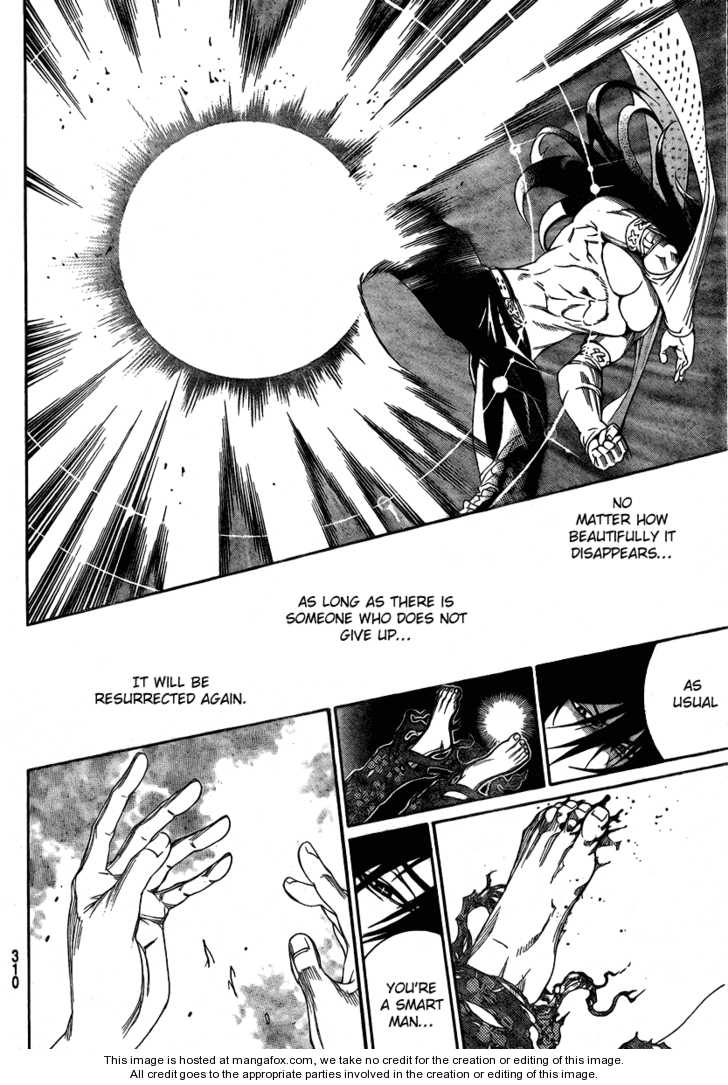 NO
MATTER HOW
BEAUTIFULLY IT
DISAPPEARS...
AS LONG AS THERE IS
SOMEONE WHO DOES NOT
GIVE UP...
IT WILL BE
RESURRECTED AGAIN.
AS
USUAL
YOU'RE
A SMART
MAN...
310
This image is hosted at mangafox.com, we take no credit for the creation or editing of this image.
All credit goes to the appropriate parties involved in the creation or editing of this image.